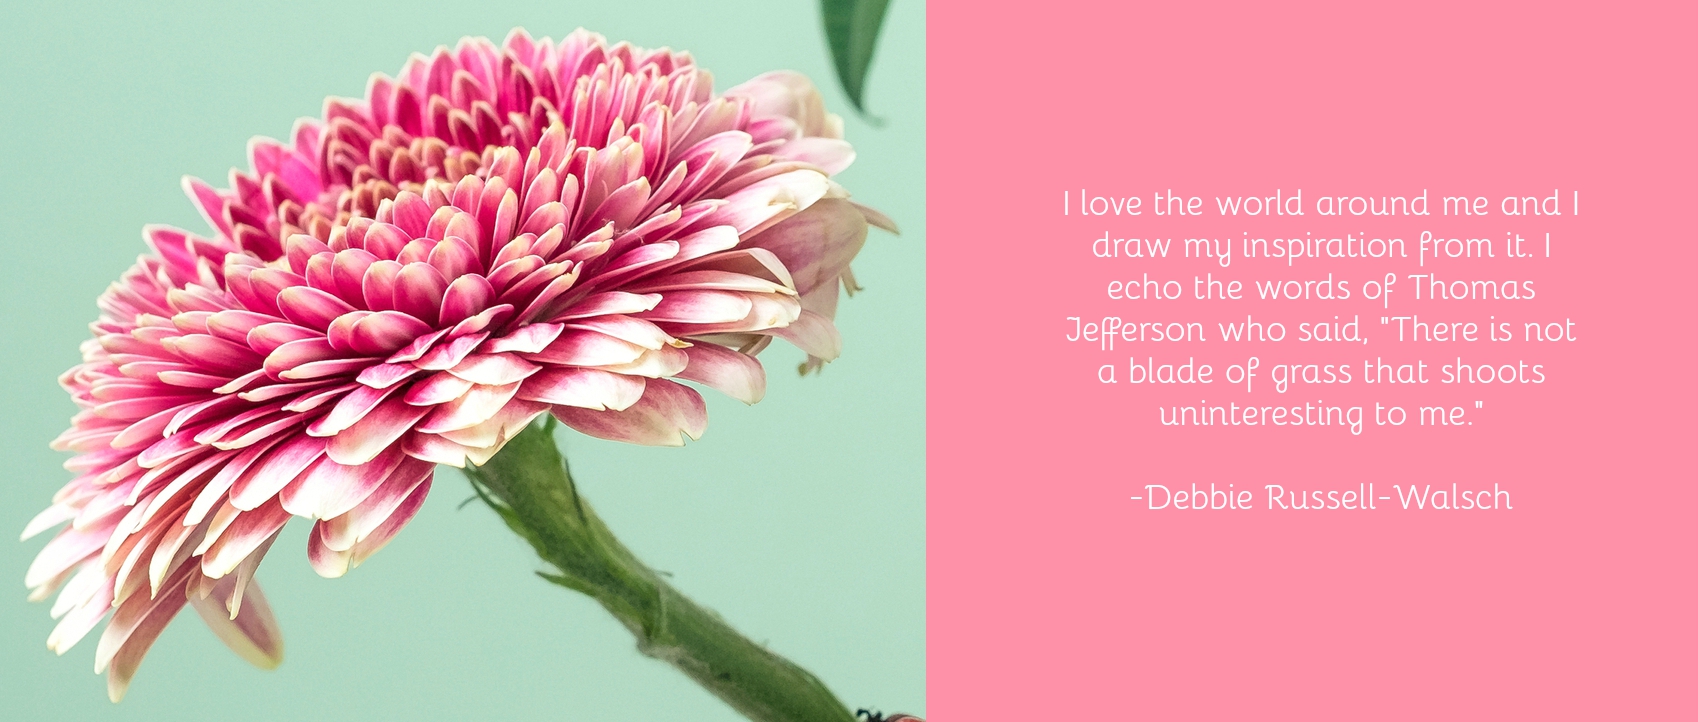 I love the world around me and I
draw my inspiration from it. I
echo the words of Thomas
Jefferson who said, "There is not
a blade of grass that shoots
uninteresting to me."
-Debbie Russell-Walsch